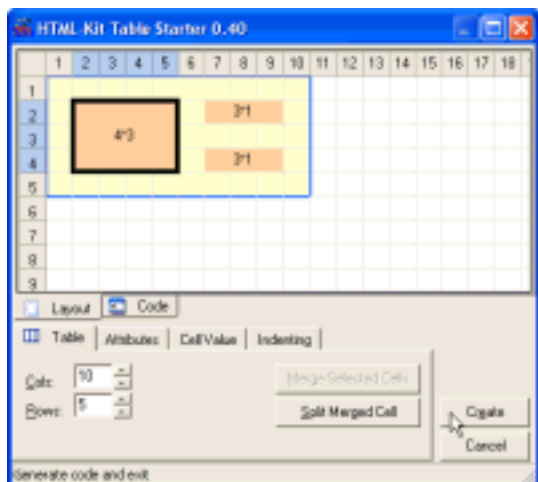 HTML-Kit Table Starter 0.40
1 2 3 4 5 6 7 8 9 10 11 12 13 14 15 16 17 18
1
2 3*1
3 4*3
4 3*1
5
6
7
8
9
Layout Code
Table Attributes Cell Value Indenting
Cols: 10 Merge Selected Cells
Rows: 5 Split Merged Cell Create
Cancel
Generate code and exit